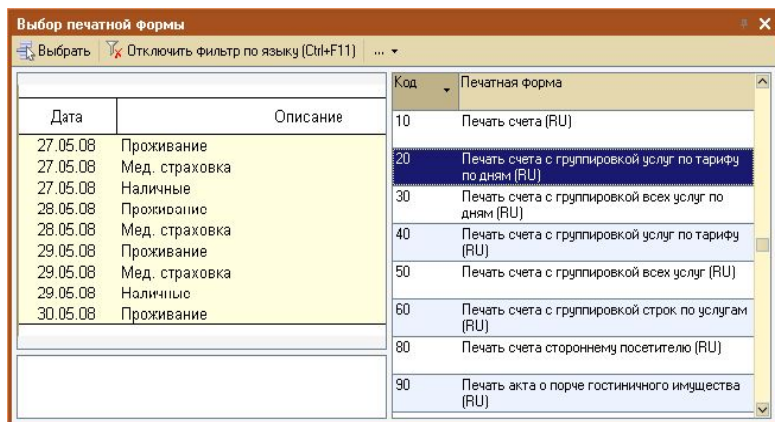 Выбор печатной формы
Выбрать Отключить фильтр по языку (Ctrl+F11) ...
Дата Описание
27.05.08 Проживание
27.05.08 Мед. страховка
27.05.08 Наличные
28.05.08 Проживание
28.05.08 Мед. страховка
29.05.08 Проживание
29.05.08 Мед. страховка
29.05.08 Наличные
30.05.08 Проживание
Код Печатная форма
10 Печать счета (RU)
20 Печать счета с группировкой услуг по тарифу
по дням (RU)
30 Печать счета с группировкой всех услуг по
дням (RU)
40 Печать счета с группировкой услуг по тарифу
(RU)
50 Печать счета с группировкой всех услуг (RU)
60 Печать счета с группировкой строк по услугам
(RU)
80 Печать счета стороннему посетителю (RU)
90 Печать акта о порче гостиничного имущества
(RU)